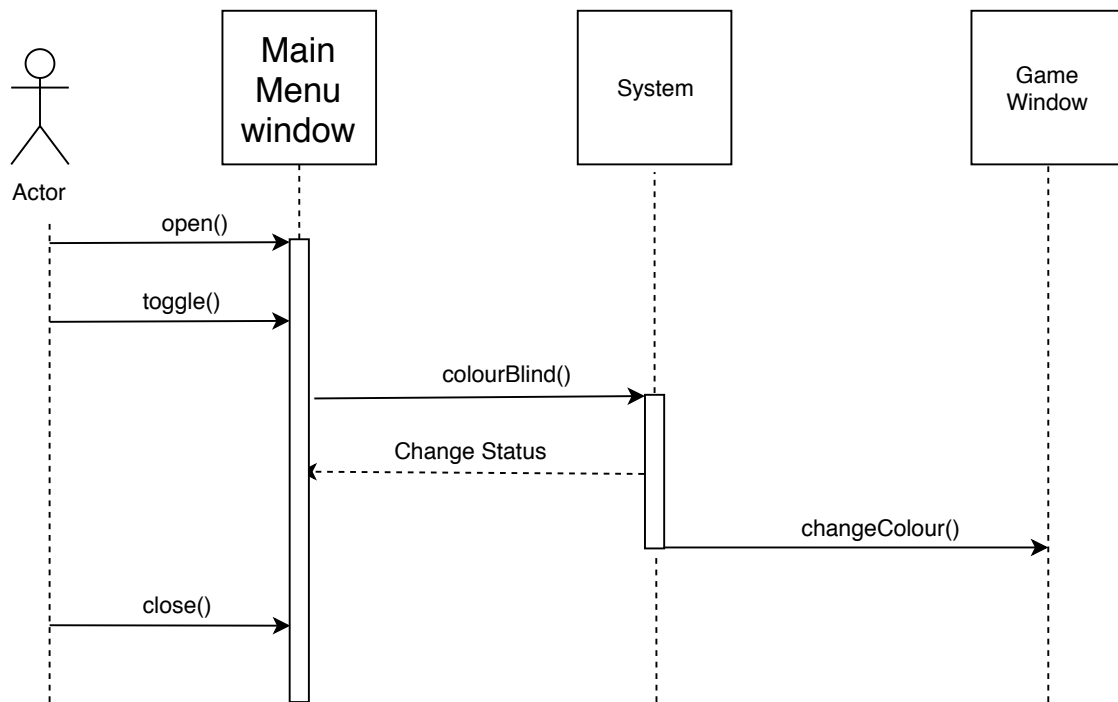 Main
Menu
window
System
Game
Window
Actor
open()
toggle()
colourBlind()
Change Status
changeColour()
close()